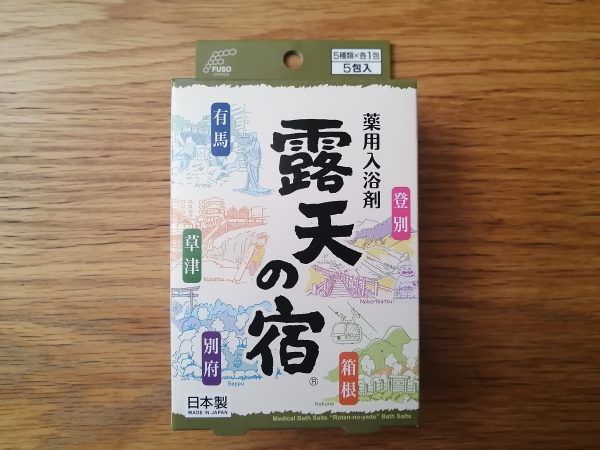 FUSO
5種類×各1包
5包入
薬用入浴剤
露天の宿®
有馬
Arima
登別
Noboribetsu
草津
Kusatsu
別府
Beppu
箱根
Hakone
日本製
MADE IN JAPAN
Medical Bath Salts "Roten-no-yado" Bath Salts